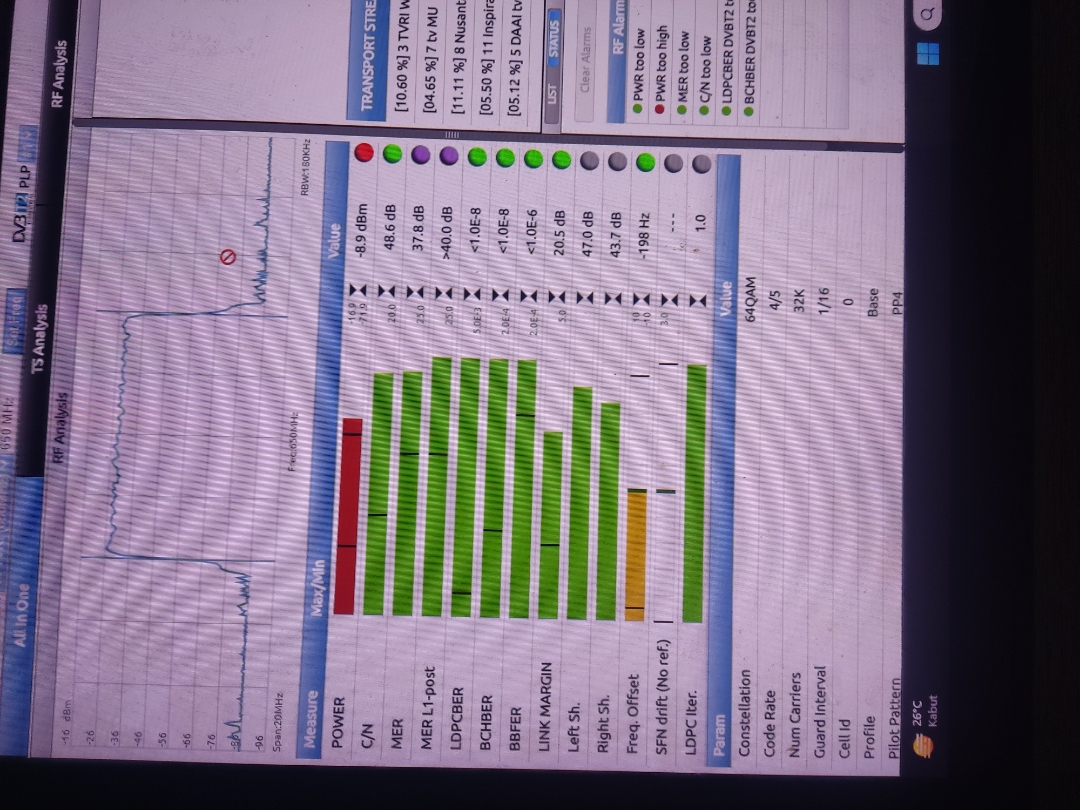 650 MHz
Set Freq
DVB T2 PLP
All In One
RF Analysis
TS Analysis
RF Analysis
-16 dBm
-26
-36
-46
-56
-66
-76
-86
-96
Span:20MHz
Freq:650MHz
RBW:180KHz
Measure Max/Min Value
POWER -16.9 -71.9 -8.9 dBm
C/N 20.0 48.6 dB
MER 25.0 37.8 dB
MER L1-post 20.0 >40.0 dB
LDPCBER 5.0E-3 <1.0E-8
BCHBER 2.0E-4 <1.0E-8
BBFER 2.0E-4 <1.0E-6
LINK MARGIN 5.0 20.5 dB
Left Sh. 47.0 dB
Right Sh. 43.7 dB
Freq. Offset 10 -10 -198 Hz
SFN drift (No ref.) 3.0 ---
LDPC Iter. 1.0
Param Value
Constellation 64QAM
Code Rate 4/5
Num Carriers 32K
Guard Interval 1/16
Cell Id 0
Profile Base
Pilot Pattern PP4
TRANSPORT STRE
[10.60 %] 3 TVRI W
[04.65 %] 7 tv MU
[11.11 %] 8 Nusant
[05.50 %] 11 Inspira
[05.12 %] 5 DAAI tv
LIST STATUS
Clear Alarms
RF Alarm
PWR too low
PWR too high
MER too low
C/N too low
LDPCBER DVBT2 t
BCHBER DVBT2 to
26°C
Kabut